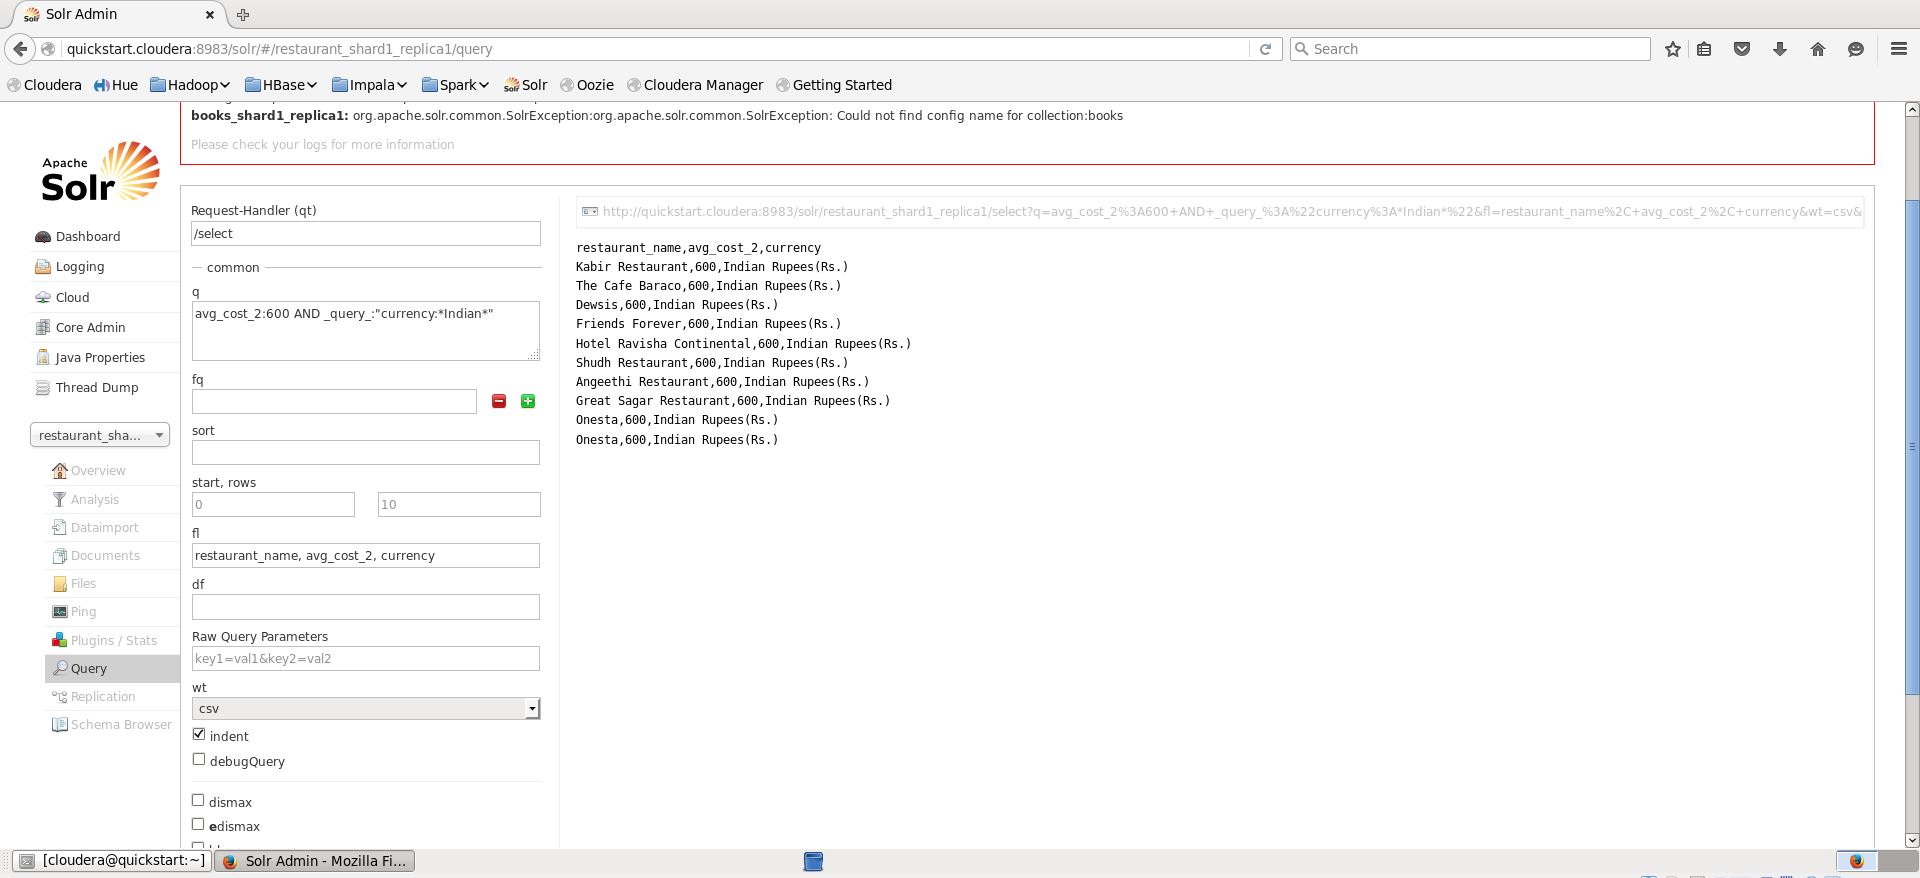 Solr Admin
quickstart.cloudera:8983/solr/#/restaurant_shard1_replica1/query
Search
Cloudera Hue Hadoop HBase Impala Spark Solr Oozie Cloudera Manager Getting Started
books_shard1_replica1: org.apache.solr.common.SolrException:org.apache.solr.common.SolrException: Could not find config name for collection:books
Please check your logs for more information
Apache
Solr
Dashboard
Logging
Cloud
Core Admin
Java Properties
Thread Dump
restaurant_sha...
Overview
Analysis
Dataimport
Documents
Files
Ping
Plugins / Stats
Query
Replication
Schema Browser
Request-Handler (qt)
/select
common
q
avg_cost_2:600 AND _query_:"currency:*Indian*"
fq
sort
start, rows
0 10
fl
restaurant_name, avg_cost_2, currency
df
Raw Query Parameters
key1=val1&key2=val2
wt
csv
indent
debugQuery
dismax
edismax
http://quickstart.cloudera:8983/solr/restaurant_shard1_replica1/select?q=avg_cost_2%3A600+AND+_query_%3A%22currency%3A*Indian*%22&fl=restaurant_name%2C+avg_cost_2%2C+currency&wt=csv&
restaurant_name,avg_cost_2,currency
Kabir Restaurant,600,Indian Rupees(Rs.)
The Cafe Baraco,600,Indian Rupees(Rs.)
Dewsis,600,Indian Rupees(Rs.)
Friends Forever,600,Indian Rupees(Rs.)
Hotel Ravisha Continental,600,Indian Rupees(Rs.)
Shudh Restaurant,600,Indian Rupees(Rs.)
Angeethi Restaurant,600,Indian Rupees(Rs.)
Great Sagar Restaurant,600,Indian Rupees(Rs.)
Onesta,600,Indian Rupees(Rs.)
Onesta,600,Indian Rupees(Rs.)
[cloudera@quickstart:~]
Solr Admin - Mozilla Fi...